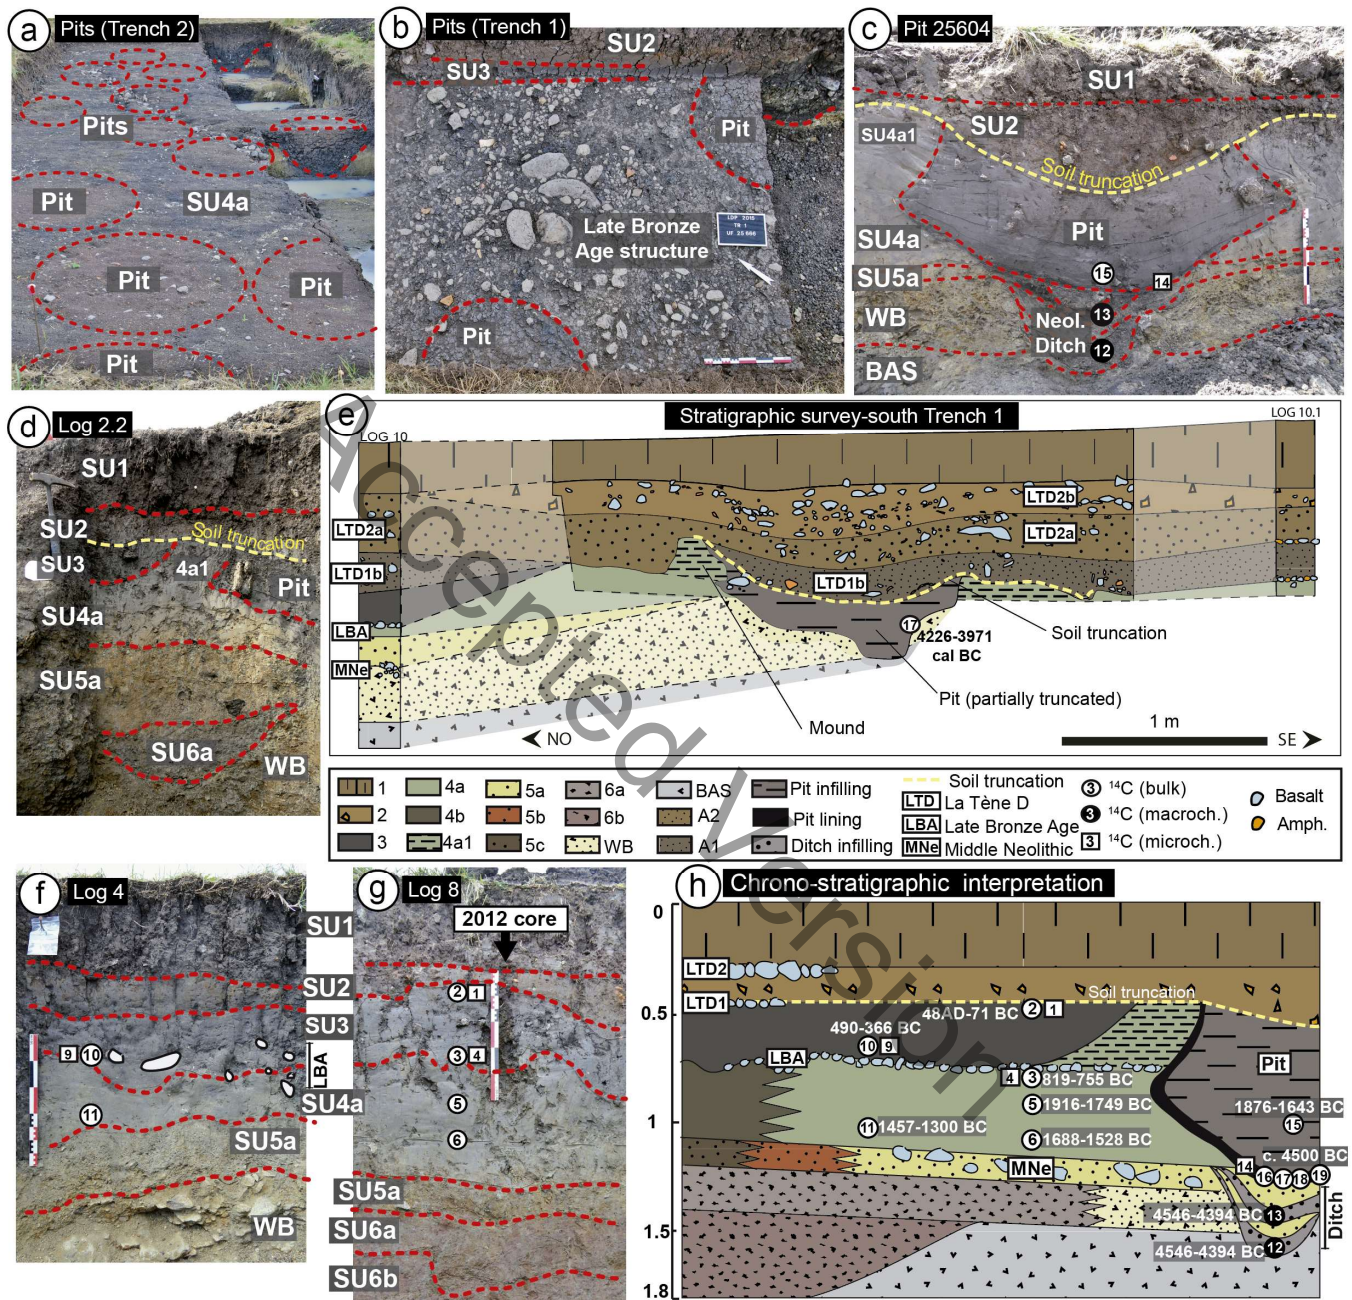 a Pits (Trench 2)
Pits
Pit
SU4a
Pit
Pit
Pit
b Pits (Trench 1)
SU2
SU3
Pit
LDP 2015
TR 1
Late Bronze
Age structure
Pit
c Pit 25604
SU1
SU2
SU4a1
Soil truncation
Pit
SU4a
SU5a
15
14
WB
Neol.
Ditch
13
12
BAS
d Log 2.2
SU1
SU2
Soil truncation
SU3
4a1
Pit
SU4a
SU5a
SU6a
WB
e Stratigraphic survey-south Trench 1
LOG 10
LOG 10.1
LTD2b
LTD2a
LTD2a
LTD1b
LTD1b
LBA
MNe
17
4226-3971
cal BC
Soil truncation
Pit (partially truncated)
Mound
1 m
NO
SE
1
4a
5a
6a
BAS
Pit infilling
Soil truncation
3 14C (bulk)
2
4b
5b
6b
A2
Pit lining
LTD La Tène D
3 14C (macroch.)
Basalt
LBA Late Bronze Age
3
4a1
5c
WB
A1
Ditch infilling
MNe Middle Neolithic
3 14C (microch.)
Amph.
f Log 4
SU1
SU2
SU3
9 10
LBA
SU4a
11
SU5a
WB
g Log 8
2012 core
2 1
3 4
5
6
SU5a
SU6a
SU6b
h Chrono-stratigraphic interpretation
0
LTD2
LTD1
Soil truncation
0.5
48AD-71 BC
2 1
490-366 BC
10 9
LBA
4 3 819-755 BC
Pit
5 1916-1749 BC
1876-1643 BC
1
11 1457-1300 BC
6 1688-1528 BC
15
c. 4500 BC
MNe
14
16 17 18 19
4546-4394 BC 13
Ditch
1.5
4546-4394 BC 12
1.8
Accepted Version